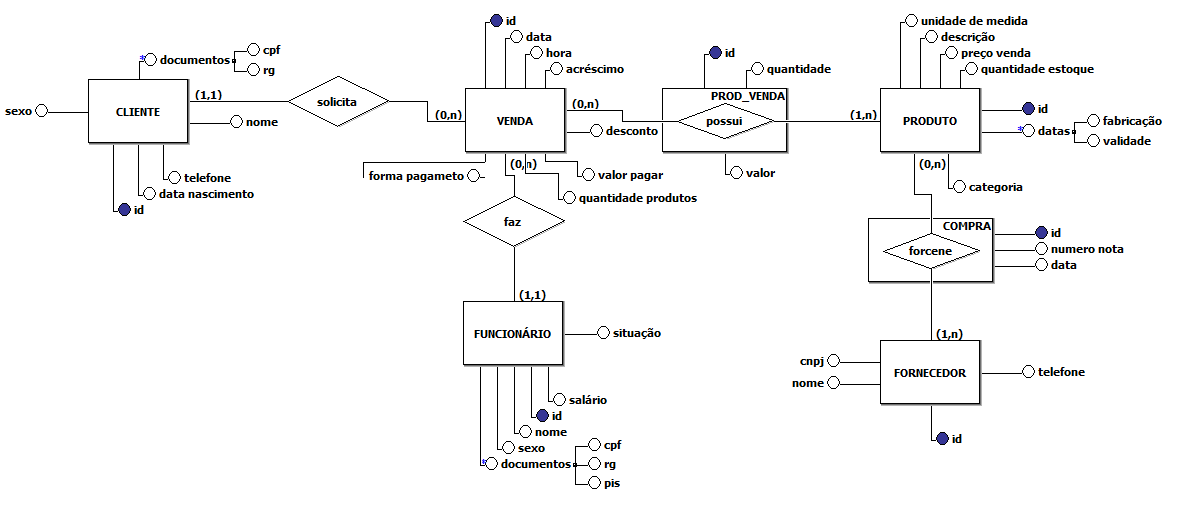 id
data
hora
acréscimo
unidade de medida
descrição
preço venda
quantidade estoque
* documentos
cpf
rg
id
quantidade
sexo
CLIENTE
(1,1)
nome
telefone
data nascimento
id
solicita
(0,n)
VENDA
(0,n)
desconto
PROD_VENDA
possui
valor
(1,n)
PRODUTO
id
* datas
fabricação
validade
(0,n)
categoria
forma pagameto
(0,n)
valor pagar
quantidade produtos
faz
(1,1)
COMPRA
forcene
id
numero nota
data
FUNCIONÁRIO
situação
salário
id
nome
sexo
* documentos
cpf
rg
pis
(1,n)
cnpj
nome
FORNECEDOR
telefone
id